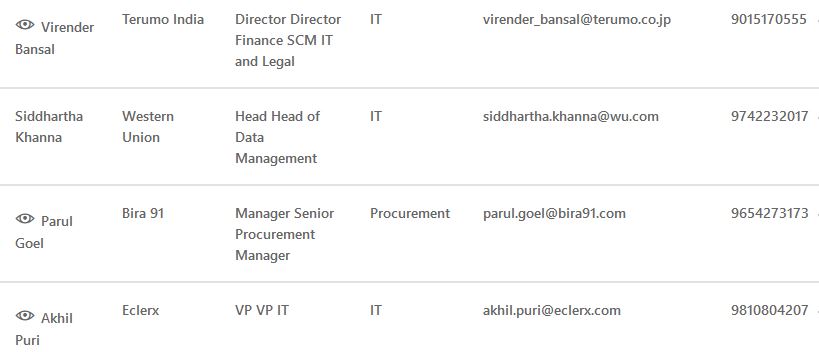 Virender Bansal Terumo India Director Director Finance SCM IT and Legal IT virender_bansal@terumo.co.jp 9015170555
Siddhartha Khanna Western Union Head Head of Data Management IT siddhartha.khanna@wu.com 9742232017
Parul Goel Bira 91 Manager Senior Procurement Manager Procurement parul.goel@bira91.com 9654273173
Akhil Puri Eclerx VP VP IT IT akhil.puri@eclerx.com 9810804207